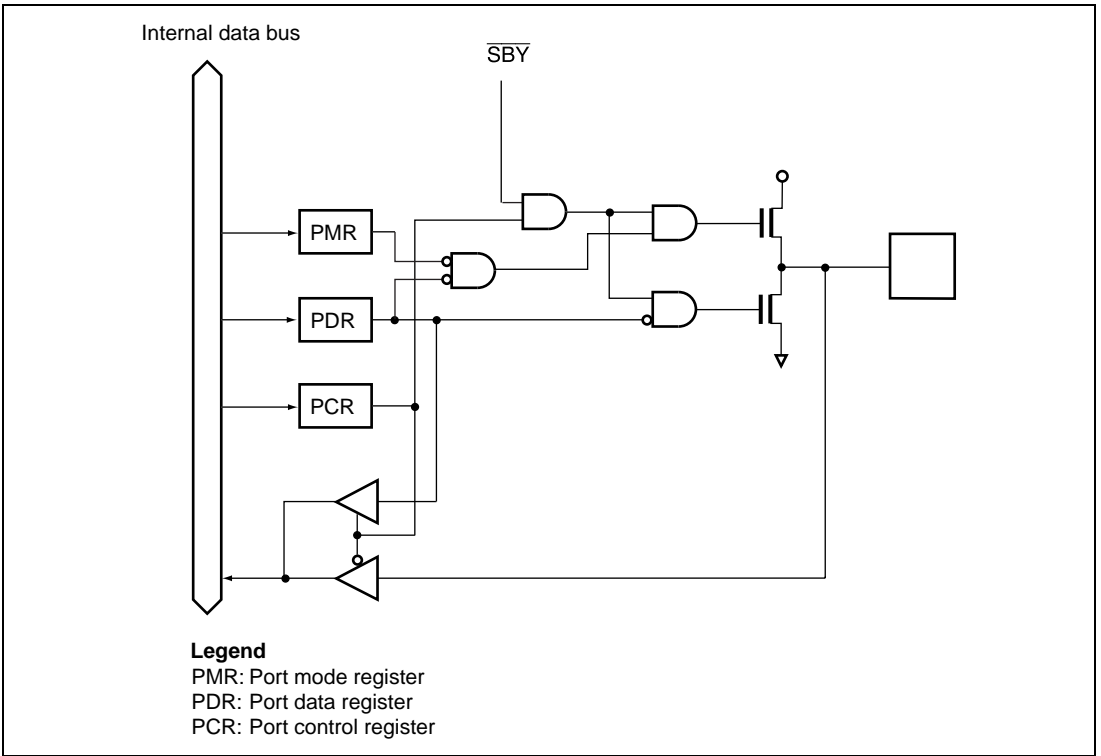 Internal data bus
S̅B̅Y̅
PMR
PDR
PCR
Legend
PMR: Port mode register
PDR: Port data register
PCR: Port control register